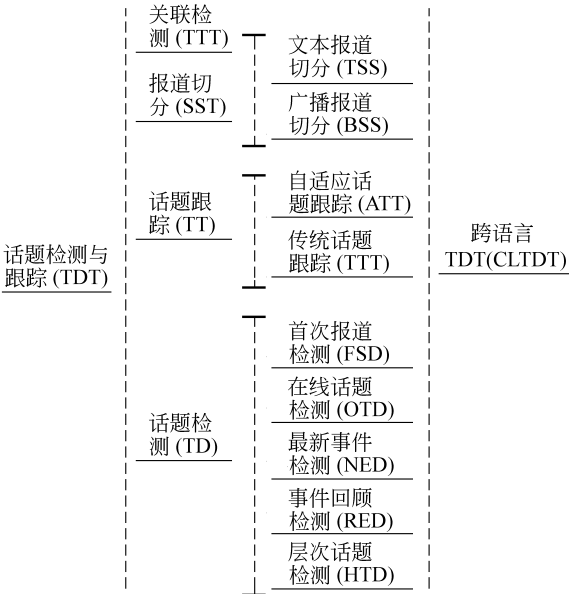 话题检测与
跟踪 (TDT)
关联检
测 (TTT)
报道切
分 (SST)
话题跟
踪 (TT)
话题检
测 (TD)
文本报道
切分 (TSS)
广播报道
切分 (BSS)
自适应话
题跟踪 (ATT)
传统话题
跟踪 (TTT)
首次报道
检测 (FSD)
在线话题
检测 (OTD)
最新事件
检测 (NED)
事件回顾
检测 (RED)
层次话题
检测 (HTD)
跨语言
TDT(CLTDT)